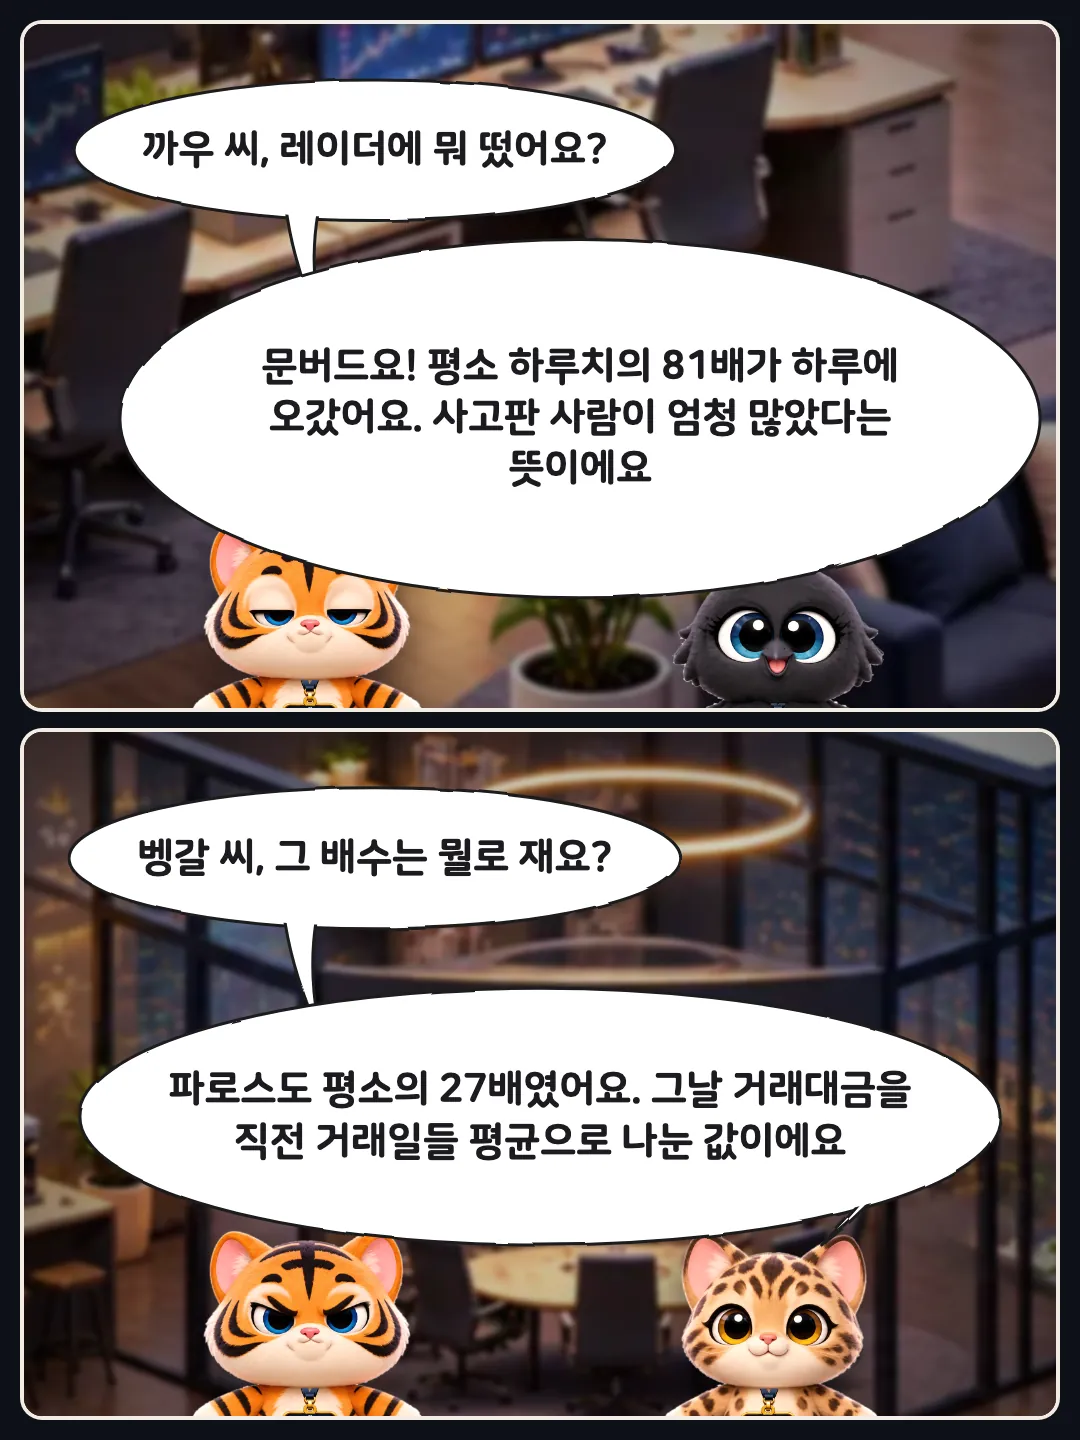 까우 씨, 레이더에 뭐 떴어요?
문버드요! 평소 하루치의 81배가 하루에
오갔어요. 사고판 사람이 엄청 많았다는
뜻이에요
벵갈 씨, 그 배수는 뭘로 재요?
파로스도 평소의 27배였어요. 그날 거래대금을
직전 거래일들 평균으로 나눈 값이에요